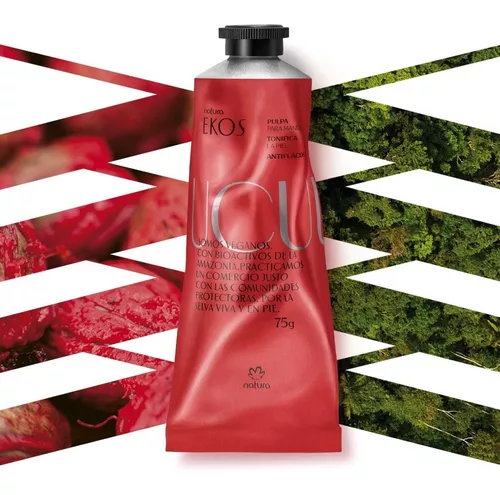 natura
EKOS
PULPA
PARA MANOS
TONIFICA
LA PIEL
ANTIFLACIDEZ
UCU
SOMOS VEGANOS.
CON BIOACTIVOS DE LA
AMAZONÍA, PRACTICAMOS
UN COMERCIO JUSTO
CON LAS COMUNIDADES
PROTECTORAS, POR LA
SELVA VIVA Y EN PIE.
75g
natura